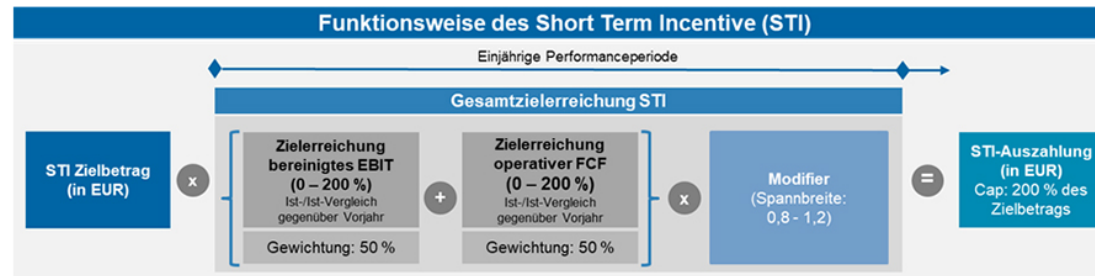 Funktionsweise des Short Term Incentive (STI)
Einjährige Performanceperiode
Gesamtzielerreichung STI
STI Zielbetrag
(in EUR)
x
Zielerreichung
bereinigtes EBIT
(0 – 200 %)
Ist-/Ist-Vergleich
gegenüber Vorjahr
Gewichtung: 50 %
+
Zielerreichung
operativer FCF
(0 – 200 %)
Ist-/Ist-Vergleich
gegenüber Vorjahr
Gewichtung: 50 %
x
Modifier
(Spannbreite:
0,8 - 1,2)
=
STI-Auszahlung
(in EUR)
Cap: 200 % des
Zielbetrags